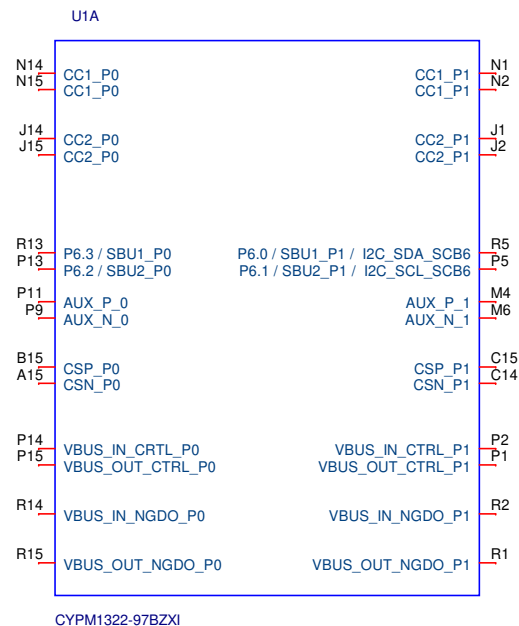 U1A
N14 CC1_P0 CC1_P1 N1
N15 CC1_P0 CC1_P1 N2
J14 CC2_P0 CC2_P1 J1
J15 CC2_P0 CC2_P1 J2
R13 P6.3 / SBU1_P0 P6.0 / SBU1_P1 / I2C_SDA_SCB6 R5
P13 P6.2 / SBU2_P0 P6.1 / SBU2_P1 / I2C_SCL_SCB6 P5
P11 AUX_P_0 AUX_P_1 M4
P9 AUX_N_0 AUX_N_1 M6
B15 CSP_P0 CSP_P1 C15
A15 CSN_P0 CSN_P1 C14
P14 VBUS_IN_CRTL_P0 VBUS_IN_CTRL_P1 P2
P15 VBUS_OUT_CTRL_P0 VBUS_OUT_CTRL_P1 P1
R14 VBUS_IN_NGDO_P0 VBUS_IN_NGDO_P1 R2
R15 VBUS_OUT_NGDO_P0 VBUS_OUT_NGDO_P1 R1
CYPM1322-97BZXI